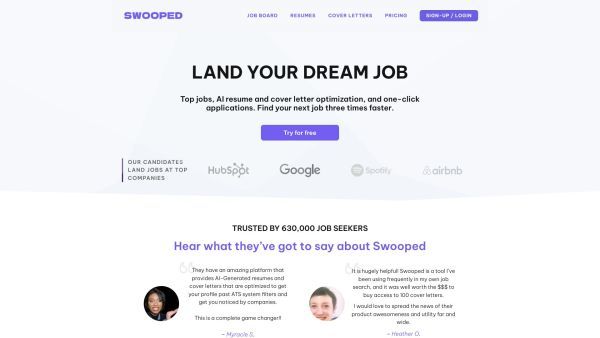 SWOOPED
JOB BOARD
RESUMES
COVER LETTERS
PRICING
SIGN-UP / LOGIN
LAND YOUR DREAM JOB
Top jobs, AI resume and cover letter optimization, and one-click
applications. Find your next job three times faster.
Try for free
OUR CANDIDATES
LAND JOBS AT TOP
COMPANIES
HubSpot
Google
Spotify
airbnb
TRUSTED BY 630,000 JOB SEEKERS
Hear what they've got to say about Swooped
They have an amazing platform that
provides AI-Generated resumes and
cover letters that are optimized to get
your profile past ATS system filters and
get you noticed by companies.
This is a complete game changer!!
- Myracle S.
It is hugely helpful! Swooped is a tool I've
been using frequently in my own job
search, and it was well worth the $$$ to
buy access to 100 cover letters.
I would love to spread the news of their
product awesomeness and utility far and
wide.
- Heather O.